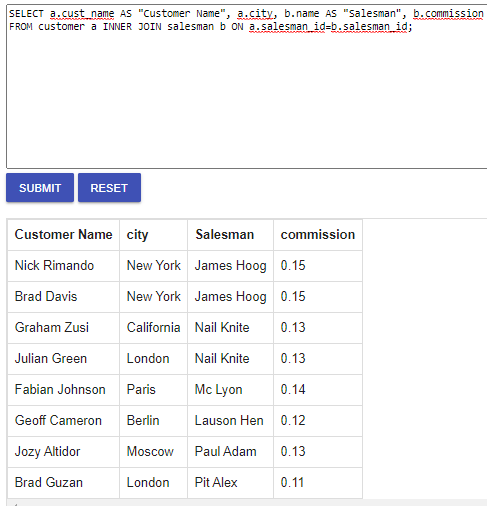 SELECT a.cust_name AS "Customer Name", a.city, b.name AS "Salesman", b.commission
FROM customer a INNER JOIN salesman b ON a.salesman_id=b.salesman_id;
SUBMIT RESET
Customer Name city Salesman commission
Nick Rimando New York James Hoog 0.15
Brad Davis New York James Hoog 0.15
Graham Zusi California Nail Knite 0.13
Julian Green London Nail Knite 0.13
Fabian Johnson Paris Mc Lyon 0.14
Geoff Cameron Berlin Lauson Hen 0.12
Jozy Altidor Moscow Paul Adam 0.13
Brad Guzan London Pit Alex 0.11